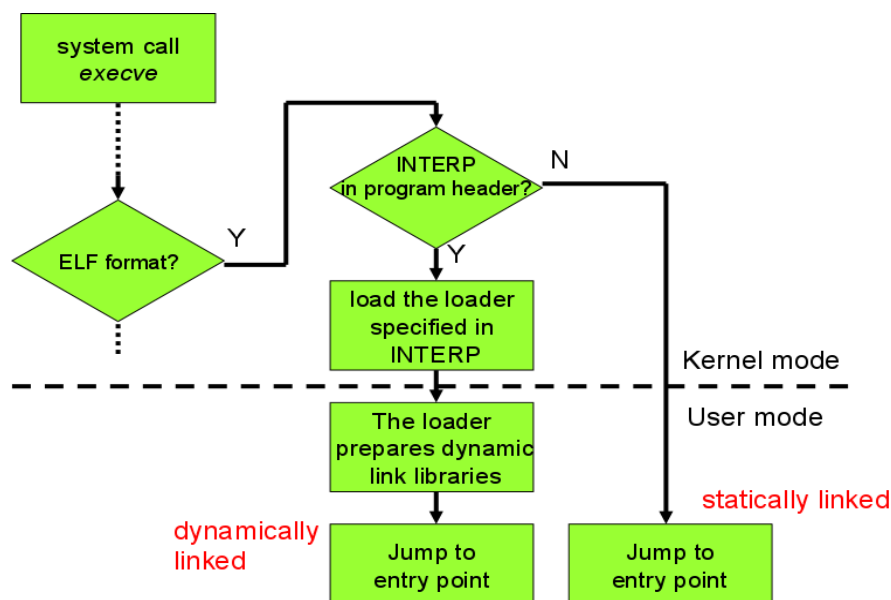 system call
execve
INTERP
in program header?
N
Y
ELF format?
Y
load the loader
specified in
INTERP
Kernel mode
User mode
The loader
prepares dynamic
link libraries
statically linked
dynamically
linked
Jump to
entry point
Jump to
entry point